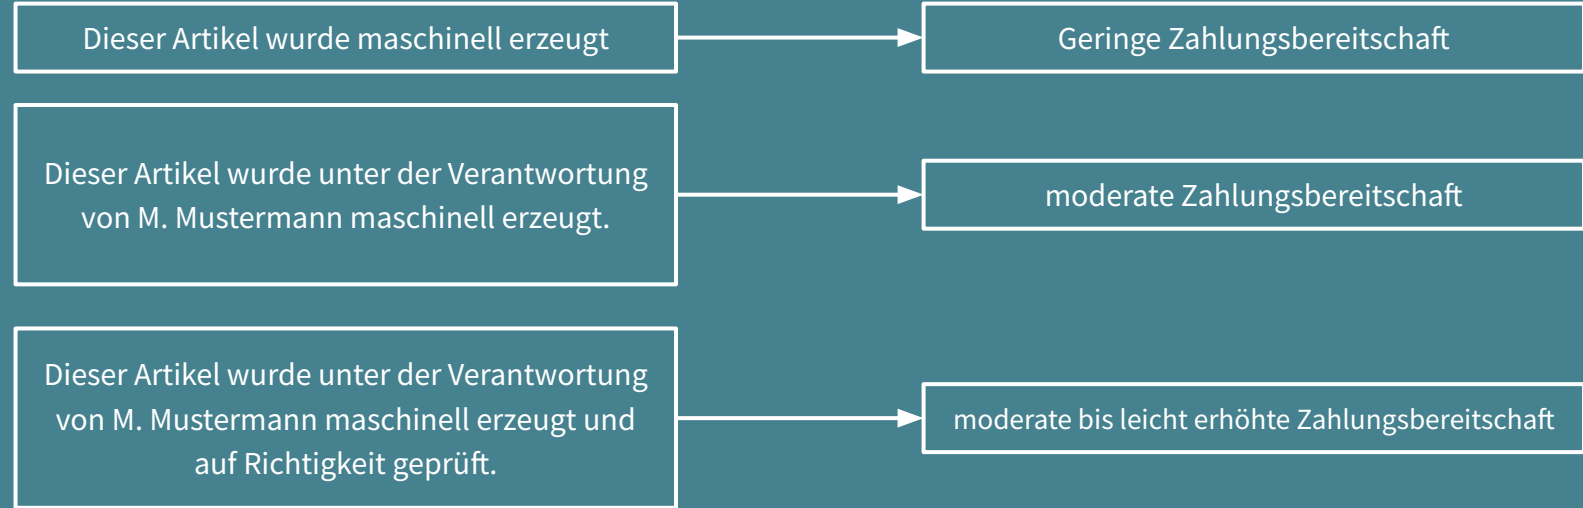 Dieser Artikel wurde maschinell erzeugt
Geringe Zahlungsbereitschaft
Dieser Artikel wurde unter der Verantwortung
von M. Mustermann maschinell erzeugt.
moderate Zahlungsbereitschaft
Dieser Artikel wurde unter der Verantwortung
von M. Mustermann maschinell erzeugt und
auf Richtigkeit geprüft.
moderate bis leicht erhöhte Zahlungsbereitschaft